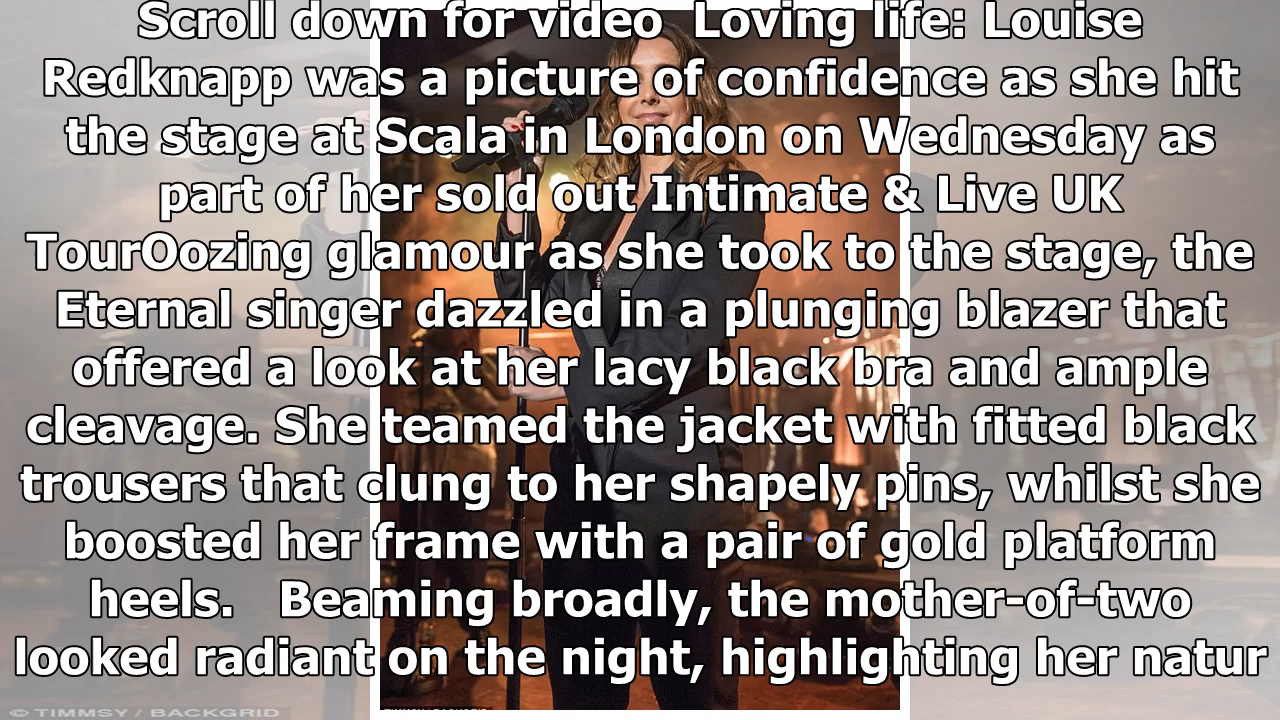 Scroll down for video  Loving life: Louise
Redknapp was a picture of confidence as she hit
the stage at Scala in London on Wednesday as
part of her sold out Intimate & Live UK
TourOozing glamour as she took to the stage, the
Eternal singer dazzled in a plunging blazer that
offered a look at her lacy black bra and ample
cleavage. She teamed the jacket with fitted black
trousers that clung to her shapely pins, whilst she
boosted her frame with a pair of gold platform
heels.   Beaming broadly, the mother-of-two
looked radiant on the night, highlighting her natur
© TIMMSY / BACKGRID
TIMMSY / BACKGRID